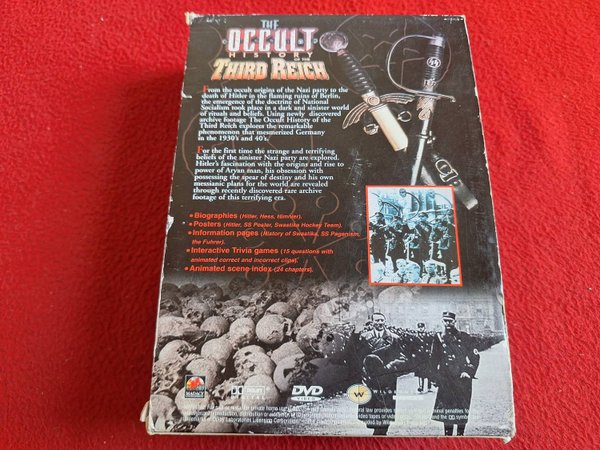 THE
OCCULT
HISTORY
OF THE
THIRD REICH
From the occult origins of the Nazi party to the
death of Hitler in the flaming ruins of Berlin,
the emergence of the doctrine of National
Socialism took place in a dark and sinister world
of rituals and beliefs. Using newly discovered
archive footage The Occult History of the
Third Reich explores the remarkable
phenomenon that mesmerized Germany
in the 1930's and 40's.
For the first time the strange and terrifying
beliefs of the sinister Nazi party are explored.
Hitler's fascination with the origins and rise to
power of Aryan man, his obsession with
possessing the spear of destiny and his own
messianic plans for the world are revealed
through recently discovered rare archive
footage of this terrifying era.
• Biographies (Hitler, Hess, Himmler).
• Posters (Hitler, SS Poster, Swastika Hockey Team).
• Information pages (History of Swastika, SS Paganism,
the Fuhrer).
• Interactive Trivia games (15 questions with
animated correct and incorrect clips).
• Animated scene index (24 chapters).
MADACY
DOLBY
DIGITAL
DVD
VIDEO
W